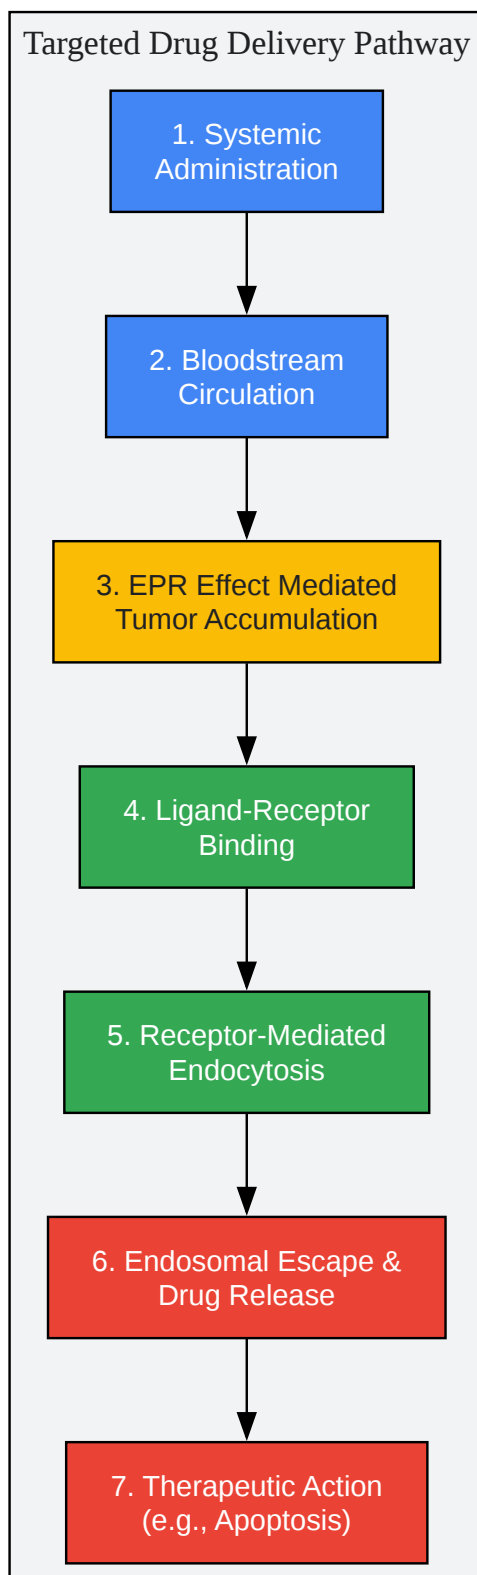 Targeted Drug Delivery Pathway
1. Systemic
Administration
2. Bloodstream
Circulation
3. EPR Effect Mediated
Tumor Accumulation
4. Ligand-Receptor
Binding
5. Receptor-Mediated
Endocytosis
6. Endosomal Escape &
Drug Release
7. Therapeutic Action
(e.g., Apoptosis)